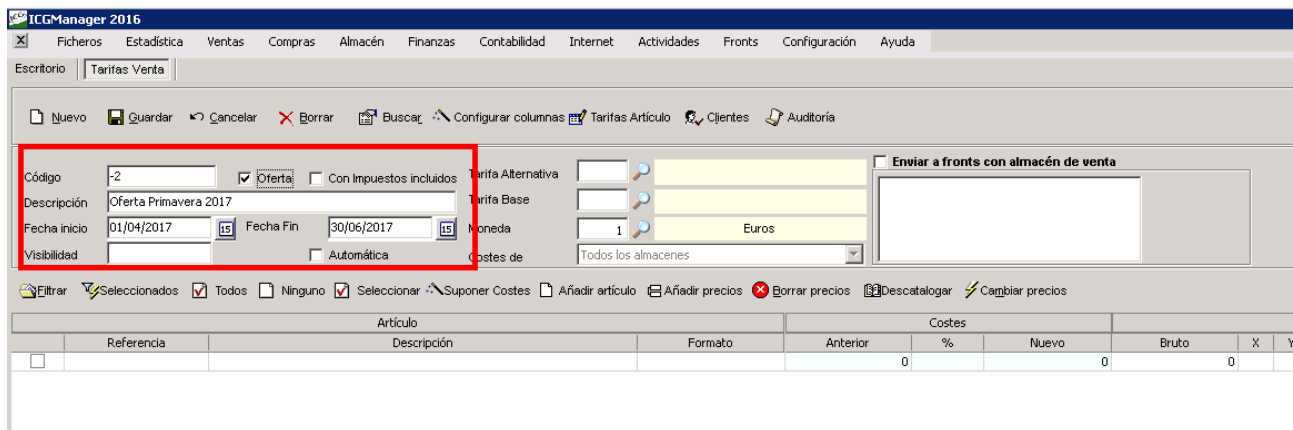 ICGManager 2016
X Ficheros Estadística Ventas Compras Almacén Finanzas Contabilidad Internet Actividades Fronts Configuración Ayuda
Escritorio Tarifas Venta
Nuevo Guardar Cancelar Borrar Buscar Configurar columnas Tarifas Artículo Clientes Auditoría
Código -2 Oferta Con Impuestos incluidos Tarifa Alternativa Enviar a fronts con almacén de venta
Descripción Oferta Primavera 2017 Tarifa Base
Fecha inicio 01/04/2017 15 Fecha Fin 30/06/2017 15 Moneda 1 Euros
Visibilidad Automática Costes de Todos los almacenes
Filtrar Seleccionados Todos Ninguno Seleccionar Suponer Costes Añadir artículo Añadir precios Borrar precios Descatalogar Cambiar precios
Artículo Costes
Referencia Descripción Formato Anterior % Nuevo Bruto X Y
0 0 0